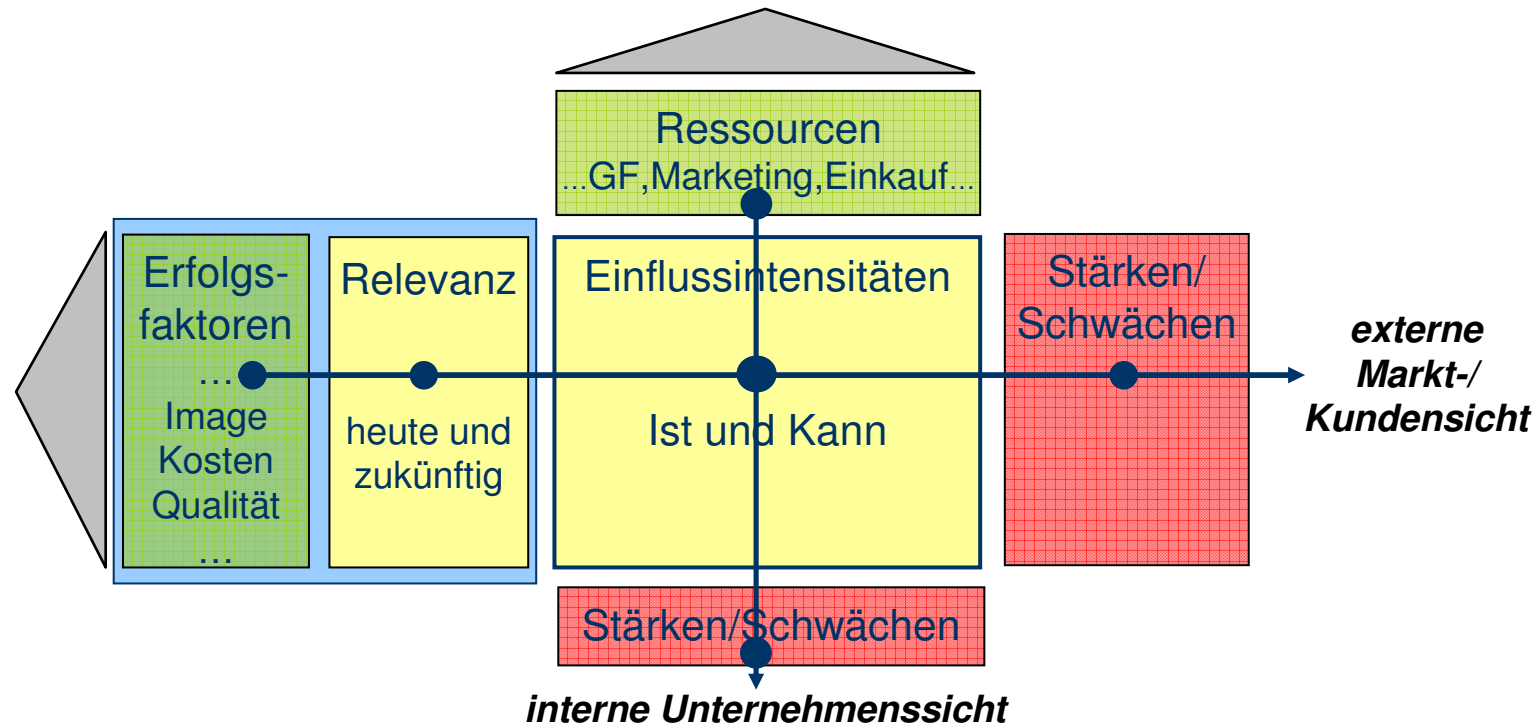 Ressourcen
...GF,Marketing,Einkauf...
Erfolgs-
faktoren
...
Image
Kosten
Qualität
...
Relevanz
heute und
zukünftig
Einflussintensitäten
Ist und Kann
Stärken/
Schwächen
externe
Markt-/
Kundensicht
Stärken/Schwächen
interne Unternehmenssicht